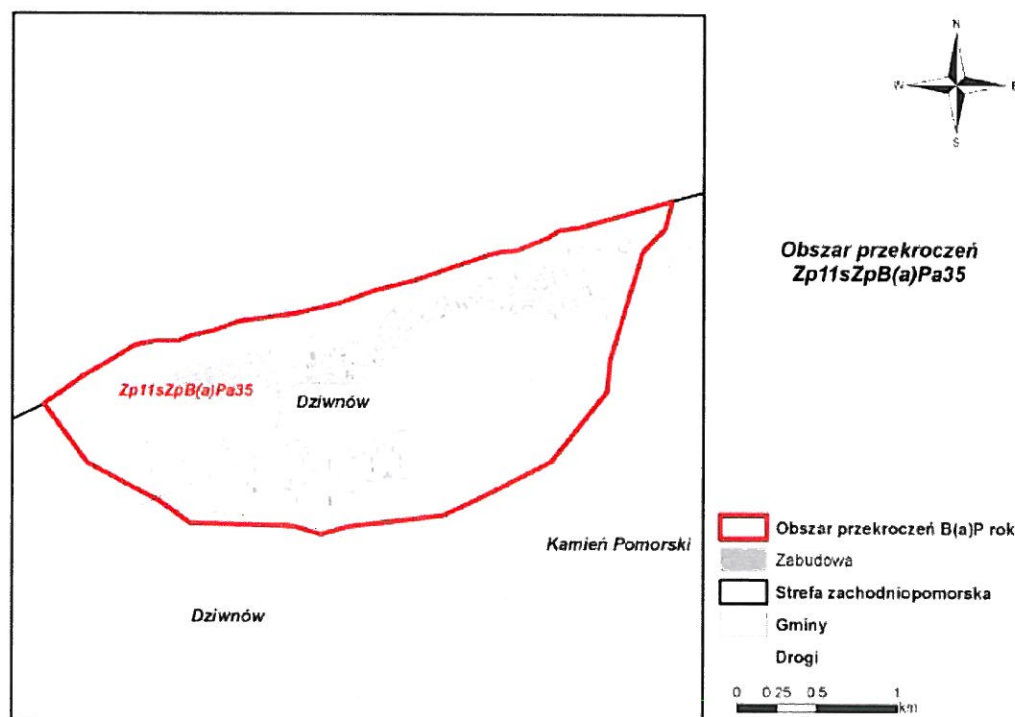 N
W E
S
Obszar przekroczeń
Zp11sZpB(a)Pa35
Zp11sZpB(a)Pa35
Dziwnów
Kamień Pomorski
Dziwnów
Obszar przekroczeń B(a)P rok
Zabudowa
Strefa zachodniopomorska
Gminy
Drogi
0 0.25 0.5 1
km